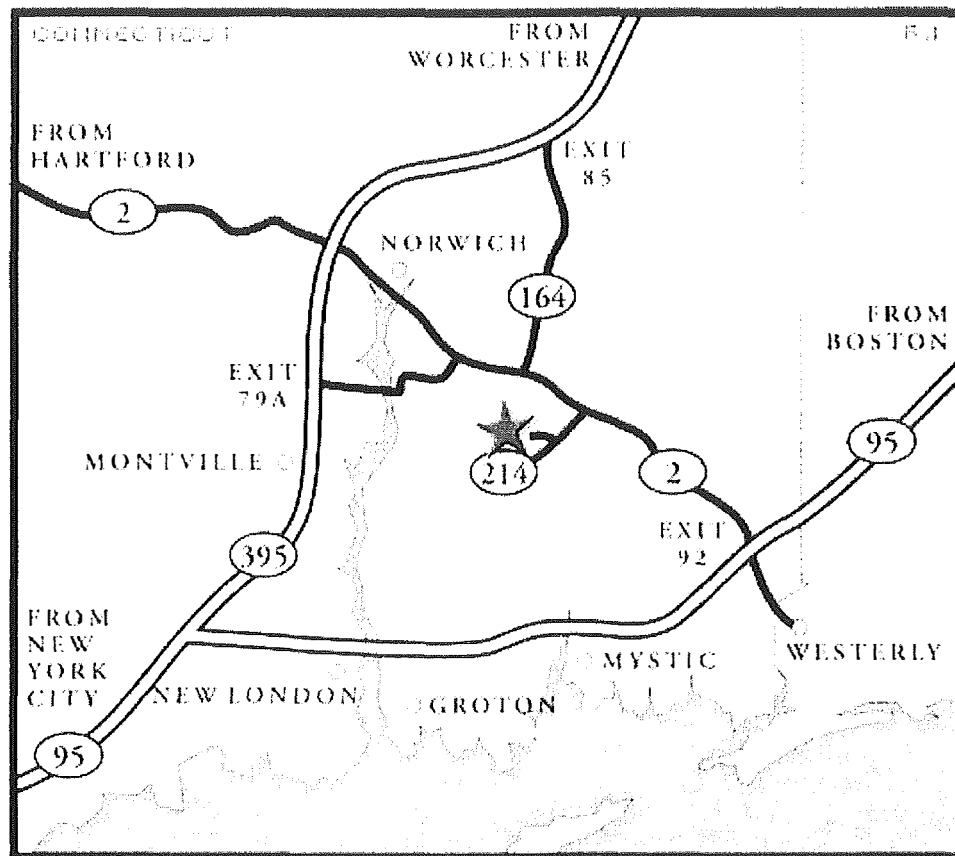 CONNECTICUT
R.I.
FROM
WORCESTER
FROM
HARTFORD
EXIT
85
2
NORWICH
164
FROM
BOSTON
EXIT
79A
95
MONTVILLE
214
2
EXIT
92
395
FROM
NEW
YORK
CITY
MYSTIC
WESTERLY
NEW LONDON
GROTON
95